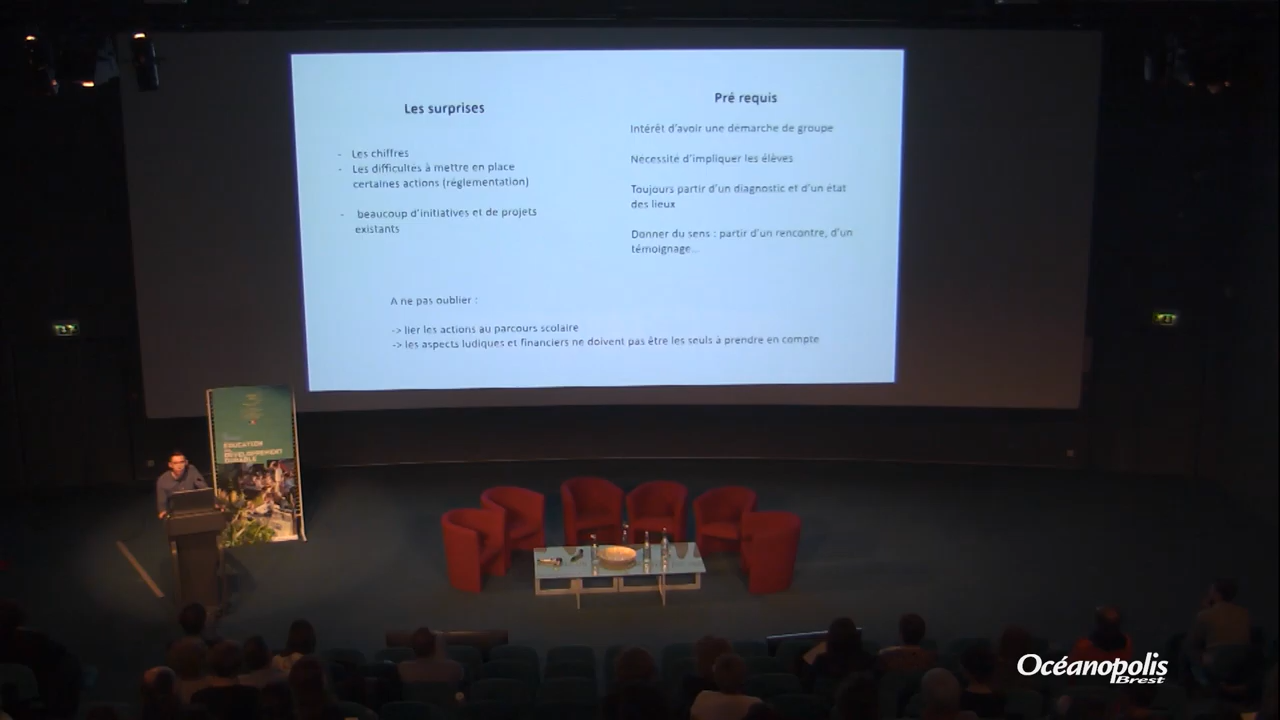 Les surprises
- Les chiffres
- Les difficultés à mettre en place
certaines actions (réglementation)
- beaucoup d'initiatives et de projets
existants
Pré requis
Intérêt d'avoir une démarche de groupe
Nécessité d'impliquer les élèves
Toujours partir d'un diagnostic et d'un état
des lieux
Donner du sens : partir d'un rencontre, d'un
témoignage...
A ne pas oublier :
-> lier les actions au parcours scolaire
-> les aspects ludiques et financiers ne doivent pas être les seuls à prendre en compte
EDUCATION
DEVELOPPEMENT
DURABLE
Océanopolis
Brest